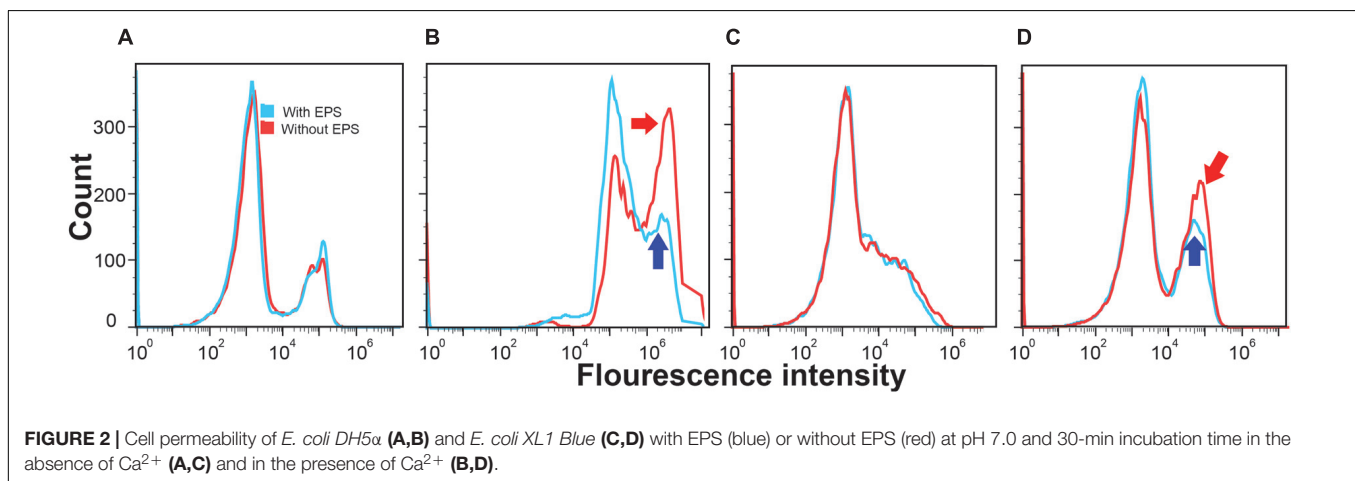 A
B
C
D
With EPS
Without EPS
Count
300
200
100
0
10^0 10^2 10^4 10^6
10^0 10^2 10^4 10^6
10^0 10^2 10^4 10^6
10^0 10^2 10^4 10^6
Flourescence intensity
FIGURE 2 | Cell permeability of E. coli DH5α (A,B) and E. coli XL1 Blue (C,D) with EPS (blue) or without EPS (red) at pH 7.0 and 30-min incubation time in the
absence of Ca²⁺ (A,C) and in the presence of Ca²⁺ (B,D).